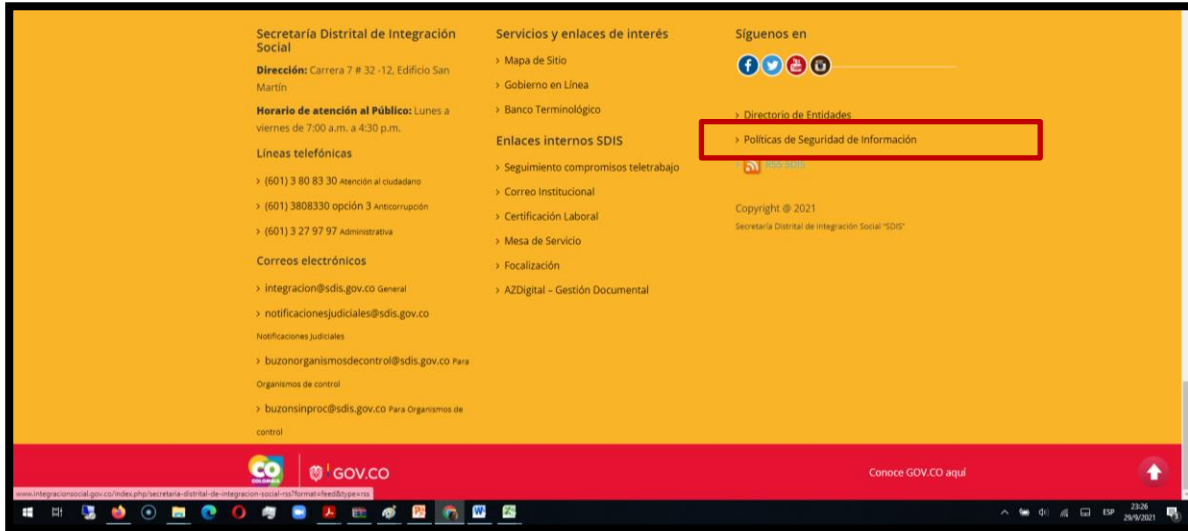 Secretaría Distrital de Integración
Social
Dirección: Carrera 7 # 32 -12, Edificio San
Martín
Horario de atención al Público: Lunes a
viernes de 7:00 a.m. a 4:30 p.m.
Líneas telefónicas
> (601) 3 80 83 30 Atención al ciudadano
> (601) 3808330 opción 3 Anticorrupción
> (601) 3 27 97 97 Administrativa
Correos electrónicos
> integracion@sdis.gov.co General
> notificacionesjudiciales@sdis.gov.co
Notificaciones Judiciales
> buzonorganismosdecontrol@sdis.gov.co Para
Organismos de control
> buzonsinproc@sdis.gov.co Para Organismos de
control
Servicios y enlaces de interés
> Mapa de Sitio
> Gobierno en Línea
> Banco Terminológico
Enlaces internos SDIS
> Seguimiento compromisos teletrabajo
> Correo Institucional
> Certificación Laboral
> Mesa de Servicio
> Focalización
> AZDigital – Gestión Documental
Síguenos en
> Directorio de Entidades
> Políticas de Seguridad de Información
> RSS SDIS
Copyright @ 2021
Secretaría Distrital de Integración Social "SDIS"
CO
COLOMBIA
GOV.CO
Conoce GOV.CO aquí
www.integracionsocial.gov.co/index.php/secretaria-distrital-de-integracion-social-rss?format=feed&type=rss
ESP
23:26
29/9/2021